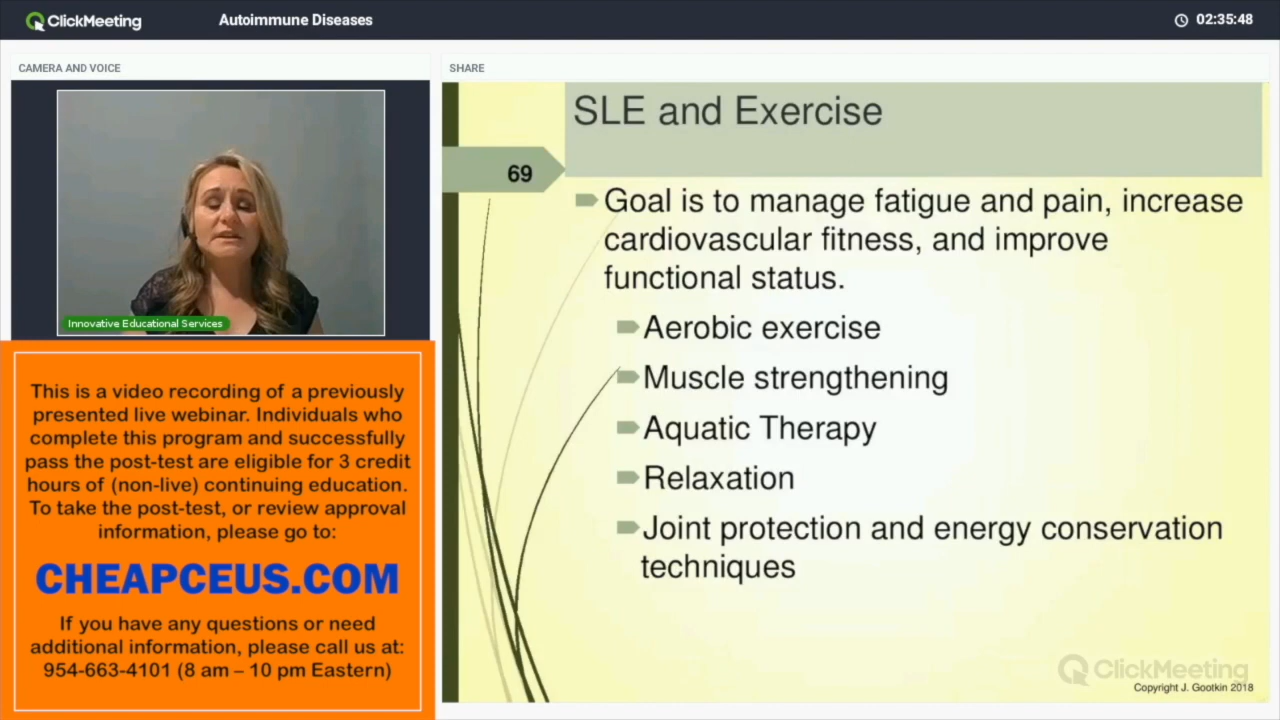 ClickMeeting
Autoimmune Diseases
02:35:48
CAMERA AND VOICE
SHARE
Innovative Educational Services
This is a video recording of a previously
presented live webinar. Individuals who
complete this program and successfully
pass the post-test are eligible for 3 credit
hours of (non-live) continuing education.
To take the post-test, or review approval
information, please go to:
CHEAPCEUS.COM
If you have any questions or need
additional information, please call us at:
954-663-4101 (8 am – 10 pm Eastern)
SLE and Exercise
69
Goal is to manage fatigue and pain, increase
cardiovascular fitness, and improve
functional status.
Aerobic exercise
Muscle strengthening
Aquatic Therapy
Relaxation
Joint protection and energy conservation
techniques
ClickMeeting
Copyright J. Gootkin 2018